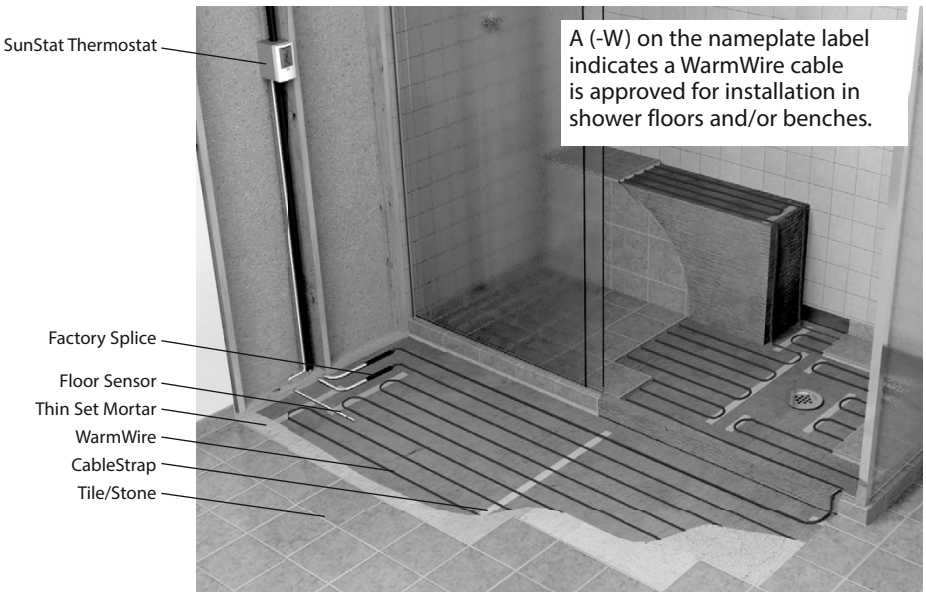 SunStat Thermostat
A (-W) on the nameplate label
indicates a WarmWire cable
is approved for installation in
shower floors and/or benches.
Factory Splice
Floor Sensor
Thin Set Mortar
WarmWire
CableStrap
Tile/Stone